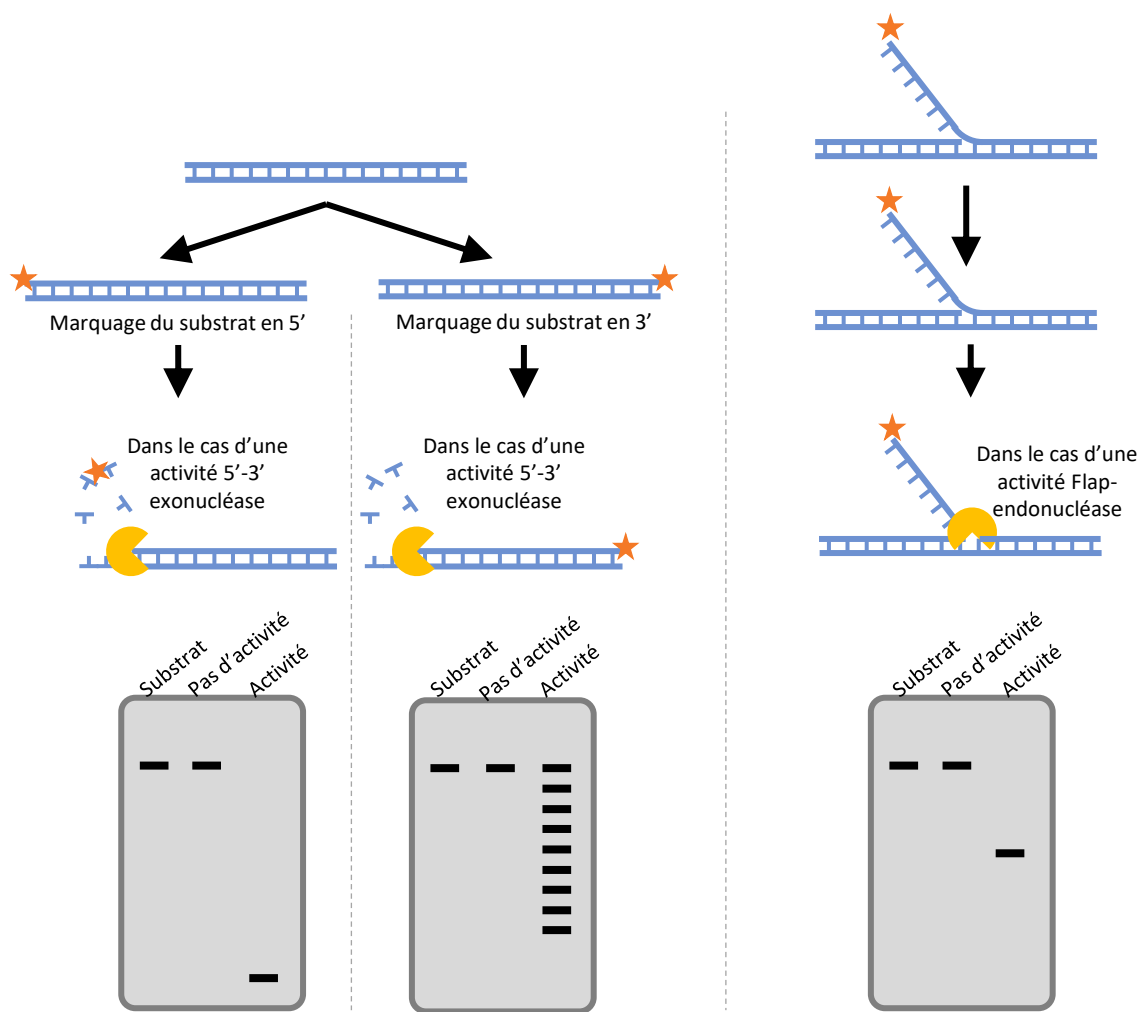 Marquage du substrat en 5’
Marquage du substrat en 3’
Dans le cas d’une
activité 5’-3’
exonucléase
Dans le cas d’une
activité 5’-3’
exonucléase
Dans le cas d’une
activité Flap-
endonucléase
Substrat
Pas d’activité
Activité
Substrat
Pas d’activité
Activité
Substrat
Pas d’activité
Activité